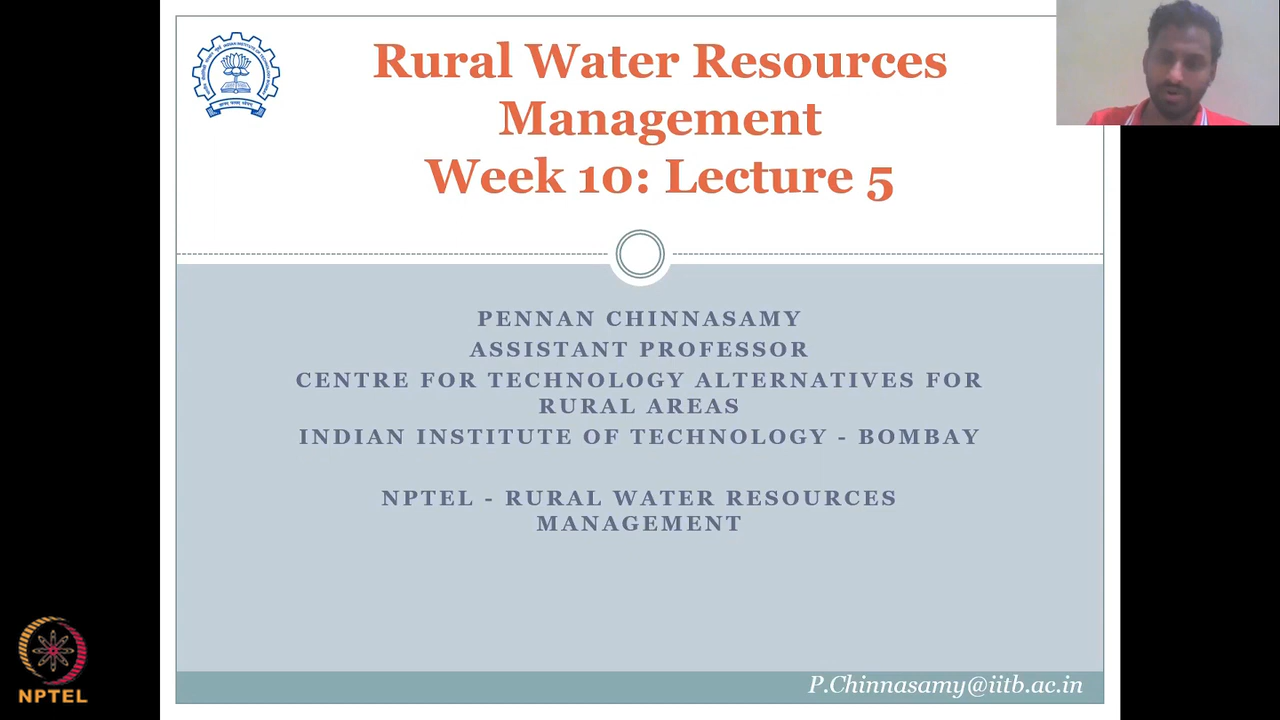 Rural Water Resources
Management
Week 10: Lecture 5
PENNAN CHINNASAMY
ASSISTANT PROFESSOR
CENTRE FOR TECHNOLOGY ALTERNATIVES FOR
RURAL AREAS
INDIAN INSTITUTE OF TECHNOLOGY - BOMBAY
NPTEL - RURAL WATER RESOURCES
MANAGEMENT
P.Chinnasamy@iitb.ac.in
NPTEL